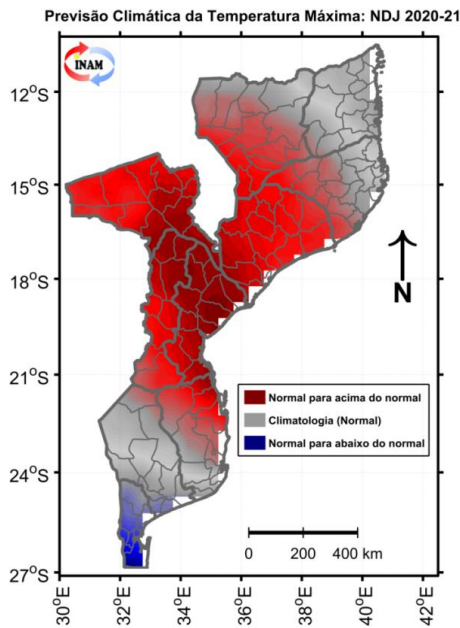 Previsão Climática da Temperatura Máxima: NDJ 2020-21
INAM
12°S
15°S
18°S
21°S
24°S
27°S
N
Normal para acima do normal
Climatologia (Normal)
Normal para abaixo do normal
0 200 400 km
30°E 32°E 34°E 36°E 38°E 40°E 42°E